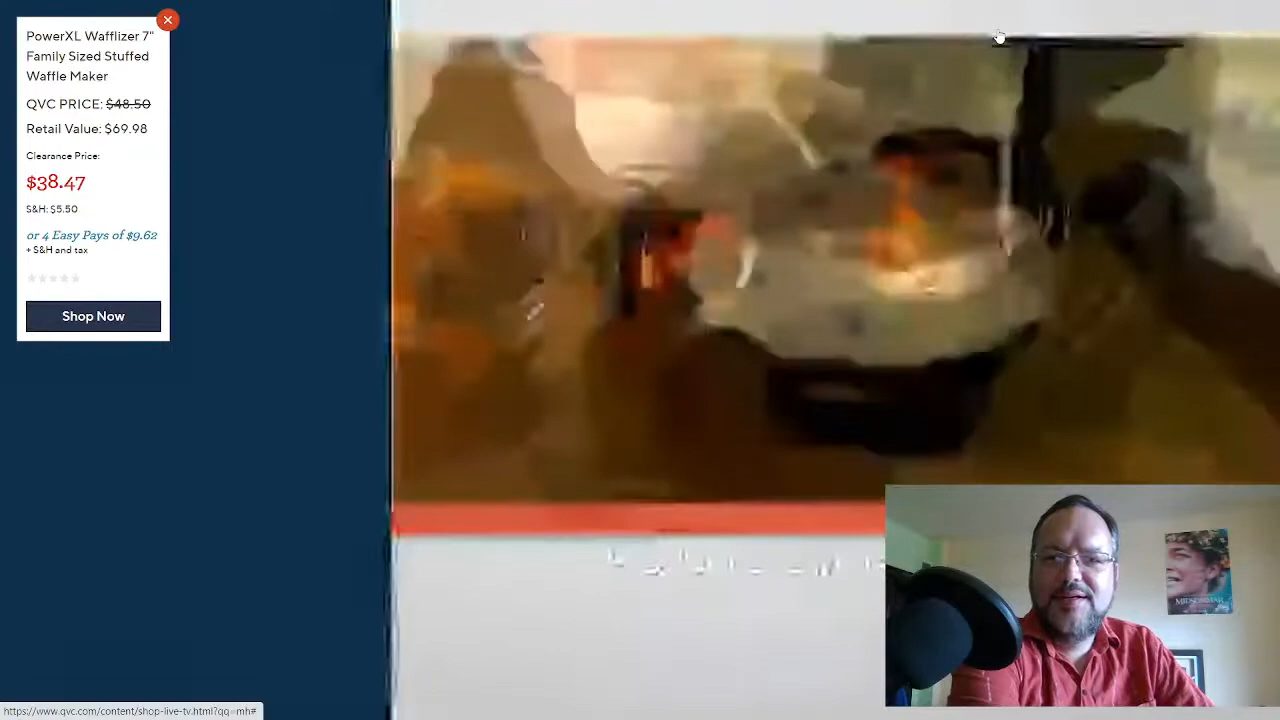 PowerXL Wafflizer 7"
Family Sized Stuffed
Waffle Maker
QVC PRICE: $48.50
Retail Value: $69.98
Clearance Price:
$38.47
S&H: $5.50
or 4 Easy Pays of $9.62
+ S&H and tax
Shop Now
MIDSOMMAR
https://www.qvc.com/content/shop-live-tv.html?qq=mh#